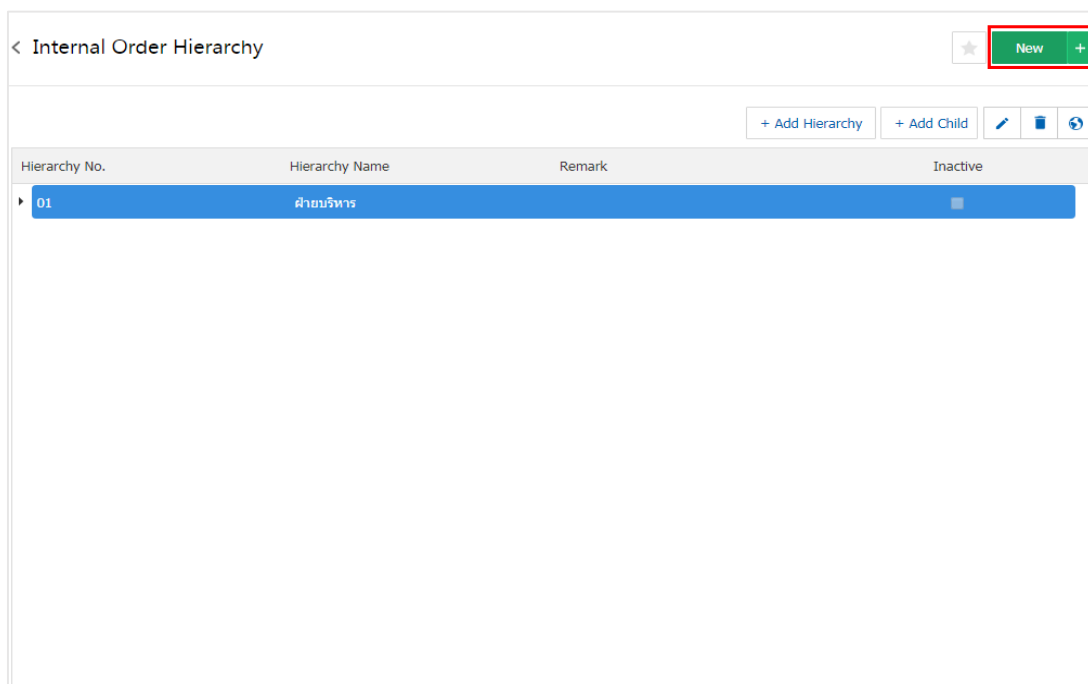 Internal Order Hierarchy
New +
+ Add Hierarchy + Add Child
Hierarchy No. Hierarchy Name Remark Inactive
01 ฝ่ายบริหาร